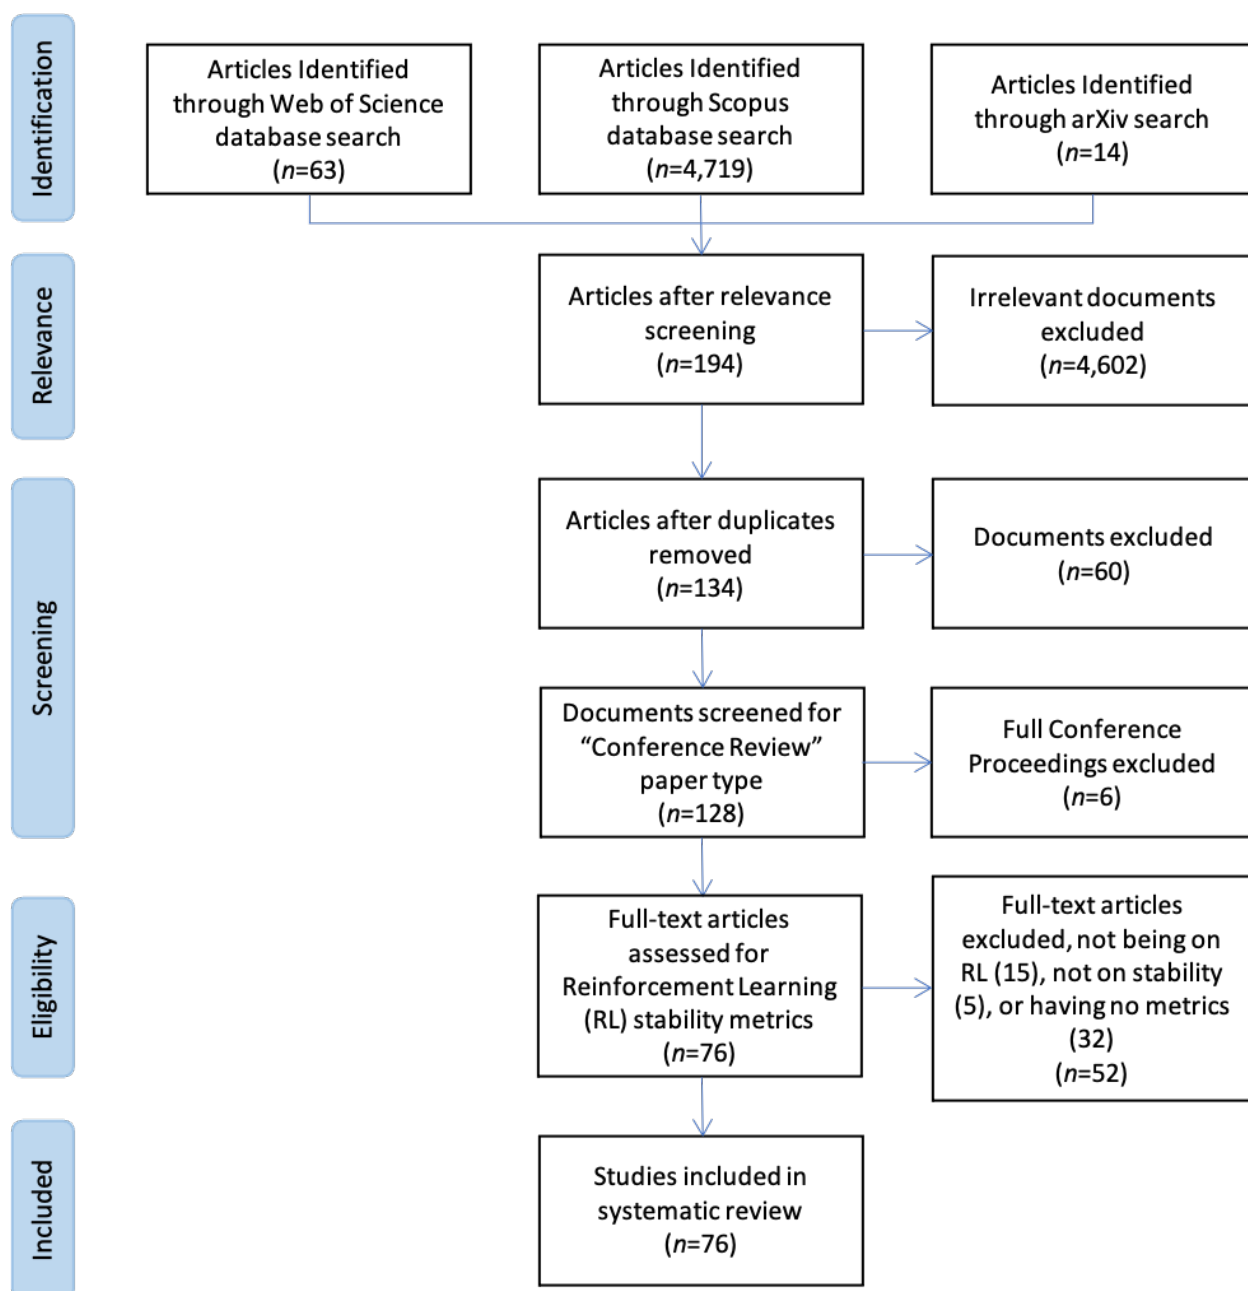 Identification
Articles Identified
through Web of Science
database search
(n=63)
Articles Identified
through Scopus
database search
(n=4,719)
Articles Identified
through arXiv search
(n=14)
Relevance
Articles after relevance
screening
(n=194)
Irrelevant documents
excluded
(n=4,602)
Screening
Articles after duplicates
removed
(n=134)
Documents excluded
(n=60)
Documents screened for
“Conference Review”
paper type
(n=128)
Full Conference
Proceedings excluded
(n=6)
Eligibility
Full-text articles
assessed for
Reinforcement Learning
(RL) stability metrics
(n=76)
Full-text articles
excluded, not being on
RL (15), not on stability
(5), or having no metrics
(32)
(n=52)
Included
Studies included in
systematic review
(n=76)